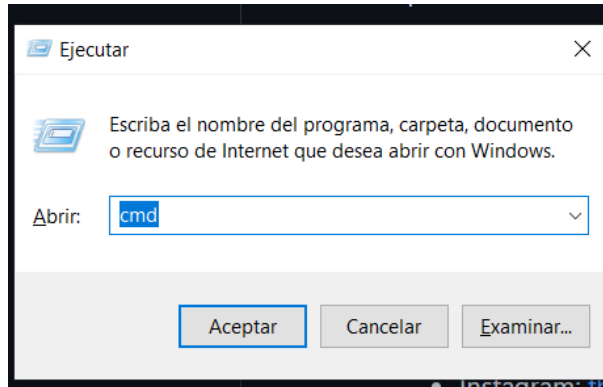 Ejecutar
Escriba el nombre del programa, carpeta, documento
o recurso de Internet que desea abrir con Windows.
Abrir:
cmd
Aceptar
Cancelar
Examinar...
Instagram: